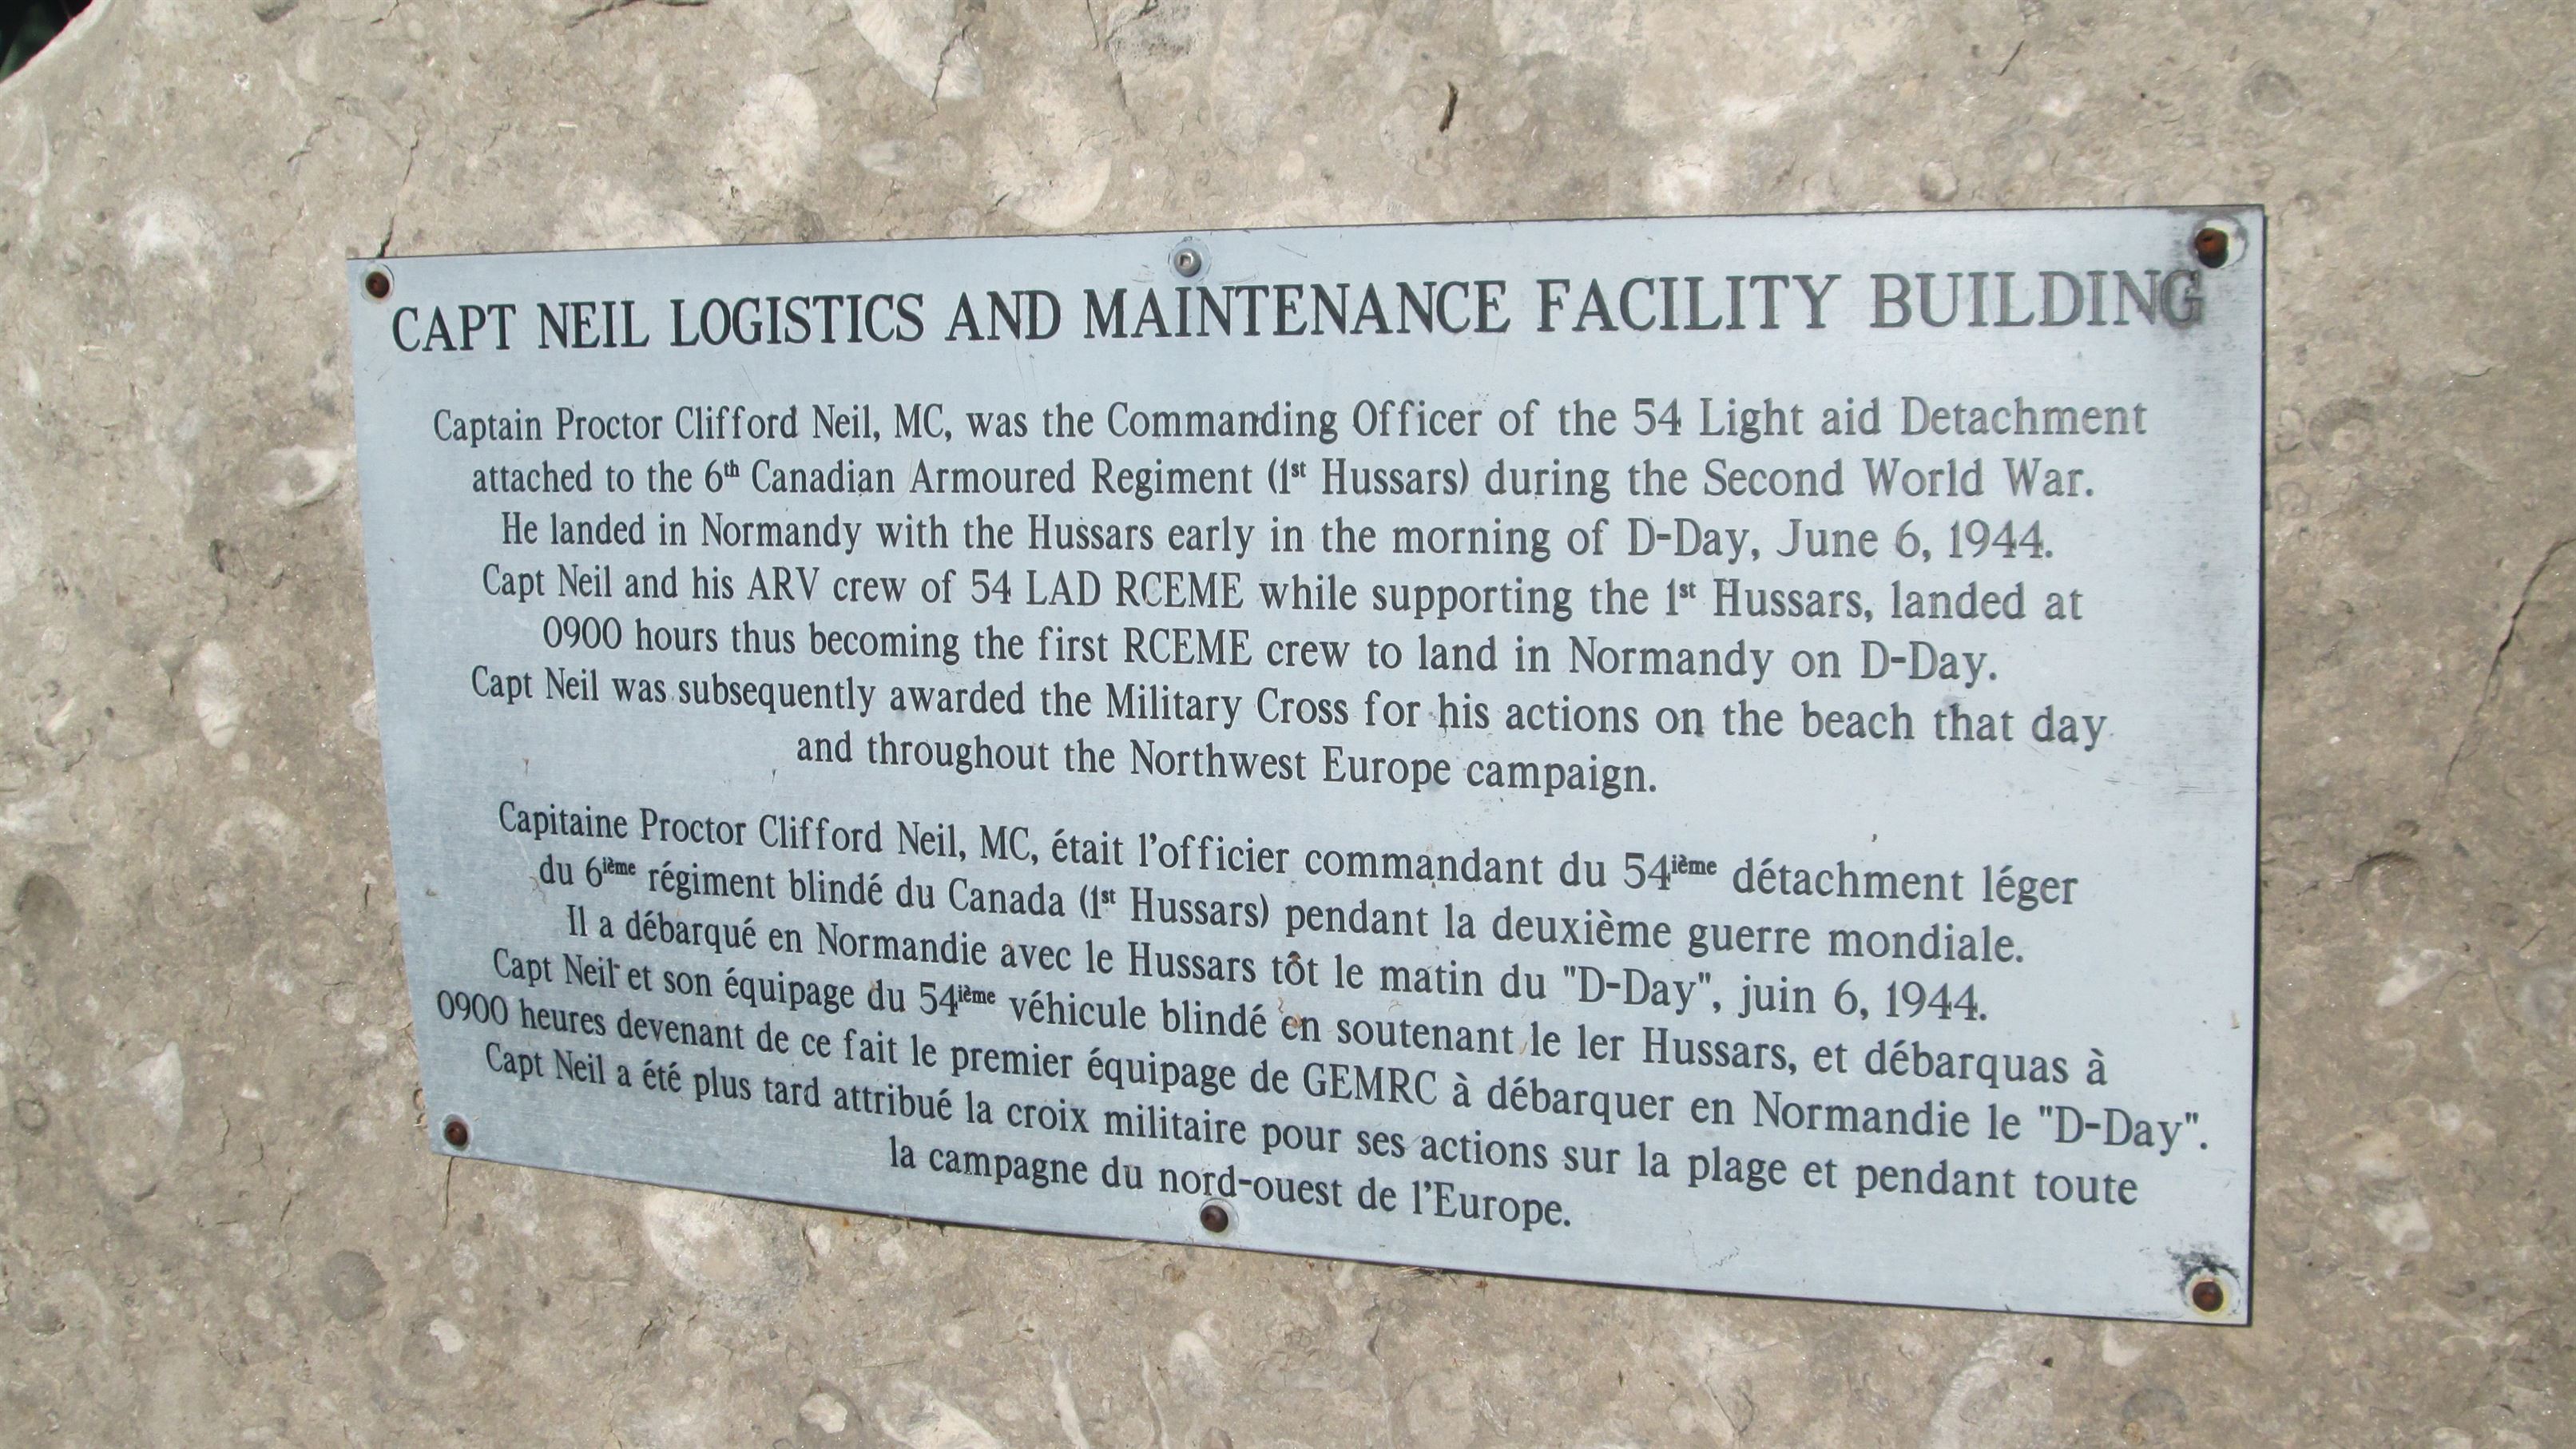 CAPT NEIL LOGISTICS AND MAINTENANCE FACILITY BUILDING
Captain Proctor Clifford Neil, MC, was the Commanding Officer of the 54 Light aid Detachment
attached to the 6th Canadian Armoured Regiment (1st Hussars) during the Second World War.
He landed in Normandy with the Hussars early in the morning of D-Day, June 6, 1944.
Capt Neil and his ARV crew of 54 LAD RCEME while supporting the 1st Hussars, landed at
0900 hours thus becoming the first RCEME crew to land in Normandy on D-Day.
Capt Neil was subsequently awarded the Military Cross for his actions on the beach that day
and throughout the Northwest Europe campaign.
Capitaine Proctor Clifford Neil, MC, était l'officier commandant du 54ième détachment léger
du 6ième régiment blindé du Canada (1st Hussars) pendant la deuxième guerre mondiale.
Il a débarqué en Normandie avec le Hussars tôt le matin du "D-Day", juin 6, 1944.
Capt Neil et son équipage du 54ième véhicule blindé en soutenant le ler Hussars, et débarquas à
0900 heures devenant de ce fait le premier équipage de GEMRC à débarquer en Normandie le "D-Day".
Capt Neil a été plus tard attribué la croix militaire pour ses actions sur la plage et pendant toute
la campagne du nord-ouest de l'Europe.